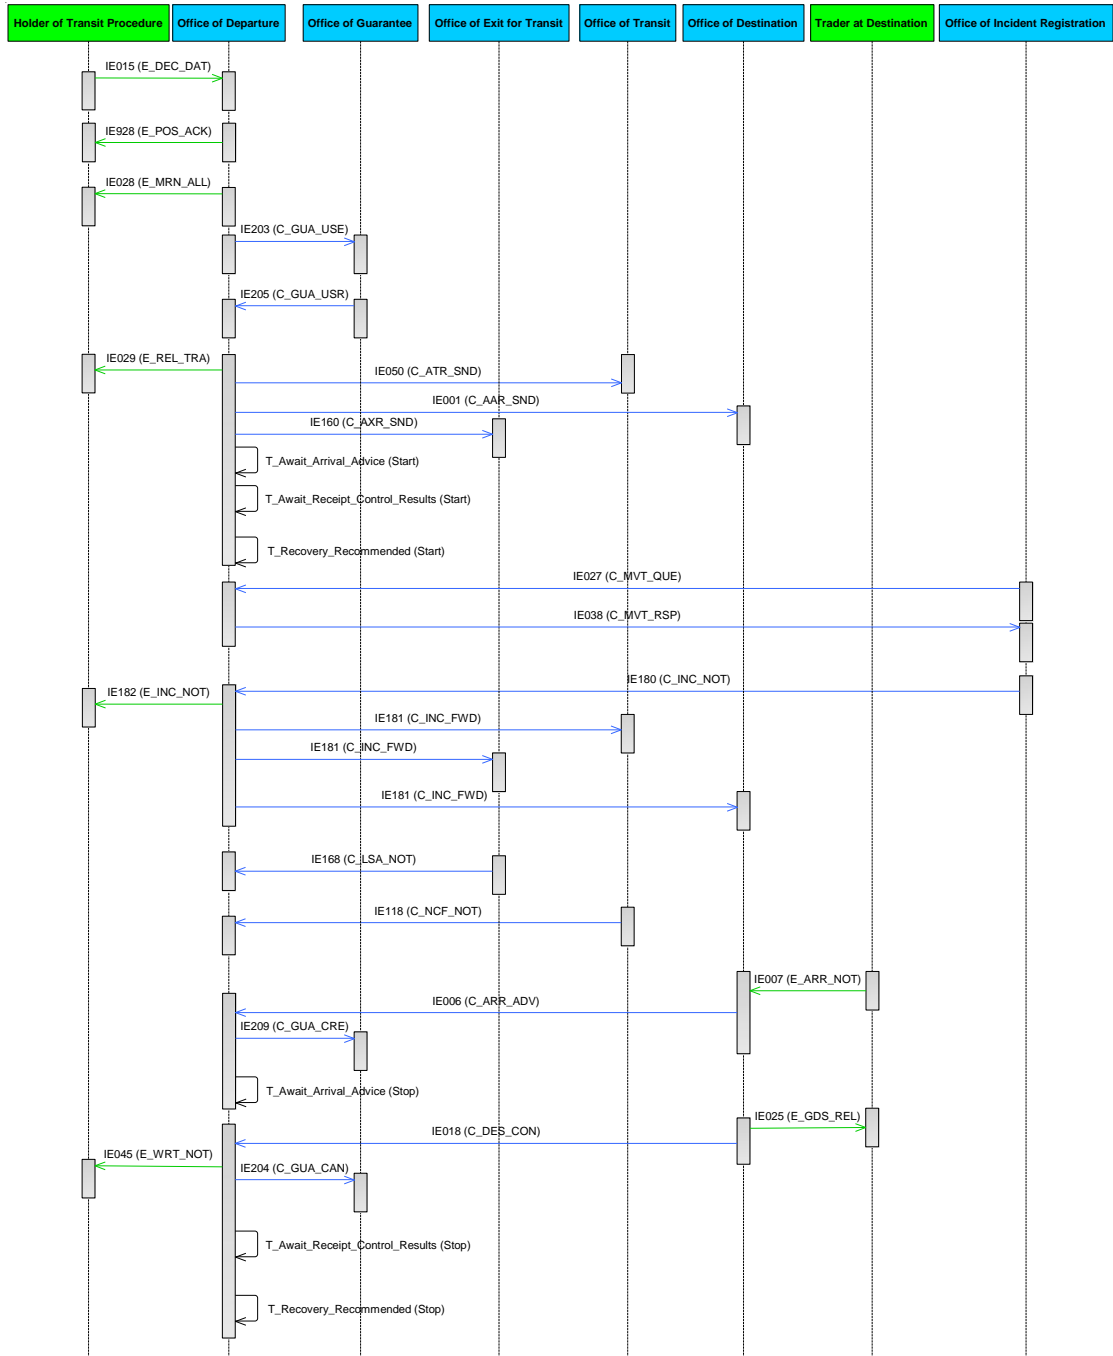 Holder of Transit Procedure
Office of Departure
Office of Guarantee
Office of Exit for Transit
Office of Transit
Office of Destination
Trader at Destination
Office of Incident Registration
IE015 (E_DEC_DAT)
IE928 (E_POS_ACK)
IE028 (E_MRN_ALL)
IE203 (C_GUA_USE)
IE205 (C_GUA_USR)
IE029 (E_REL_TRA)
IE050 (C_ATR_SND)
IE001 (C_AAR_SND)
IE160 (C_AXR_SND)
T_Await_Arrival_Advice (Start)
T_Await_Receipt_Control_Results (Start)
T_Recovery_Recommended (Start)
IE027 (C_MVT_QUE)
IE038 (C_MVT_RSP)
IE180 (C_INC_NOT)
IE182 (E_INC_NOT)
IE181 (C_INC_FWD)
IE181 (C_INC_FWD)
IE181 (C_INC_FWD)
IE168 (C_LSA_NOT)
IE118 (C_NCF_NOT)
IE007 (E_ARR_NOT)
IE006 (C_ARR_ADV)
IE209 (C_GUA_CRE)
T_Await_Arrival_Advice (Stop)
IE025 (E_GDS_REL)
IE018 (C_DES_CON)
IE045 (E_WRT_NOT)
IE204 (C_GUA_CAN)
T_Await_Receipt_Control_Results (Stop)
T_Recovery_Recommended (Stop)